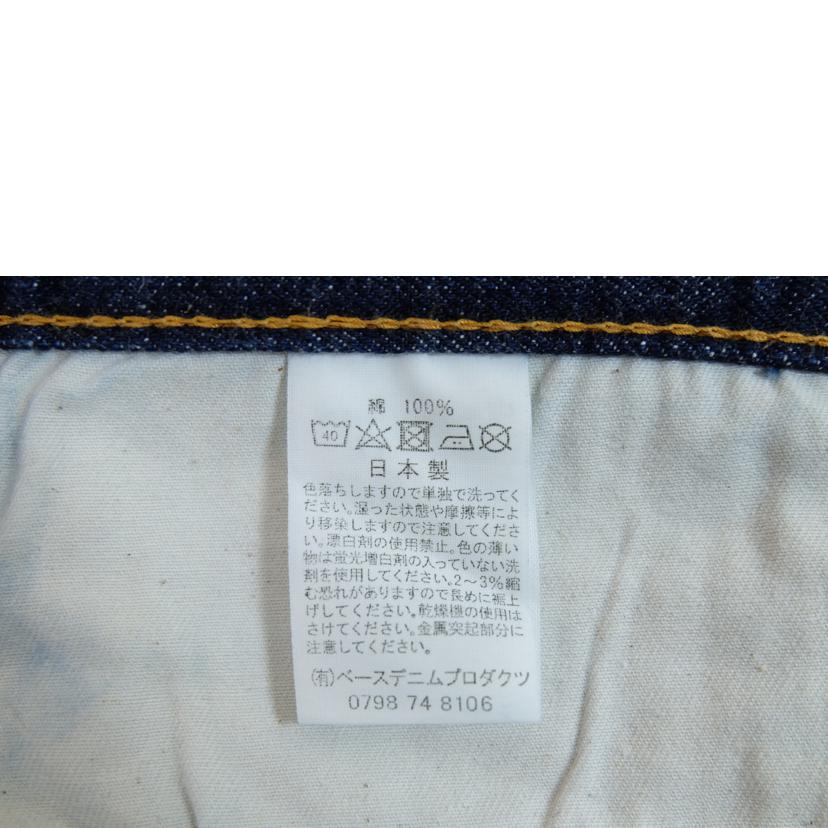 綿 100%
40
日本製
色落ちしますので単独で洗ってく
ださい。湿った状態や摩擦等によ
り移染しますので注意してくださ
い。漂白剤の使用禁止。色の薄い
物は蛍光増白剤の入っていない洗
剤を使用してください。2～3%縮
む恐れがありますので長めに裾上
げしてください。乾燥機の使用は
さけてください。金属突起部分に
注意してください。
(有)ベースデニムプロダクツ
0798 74 8106